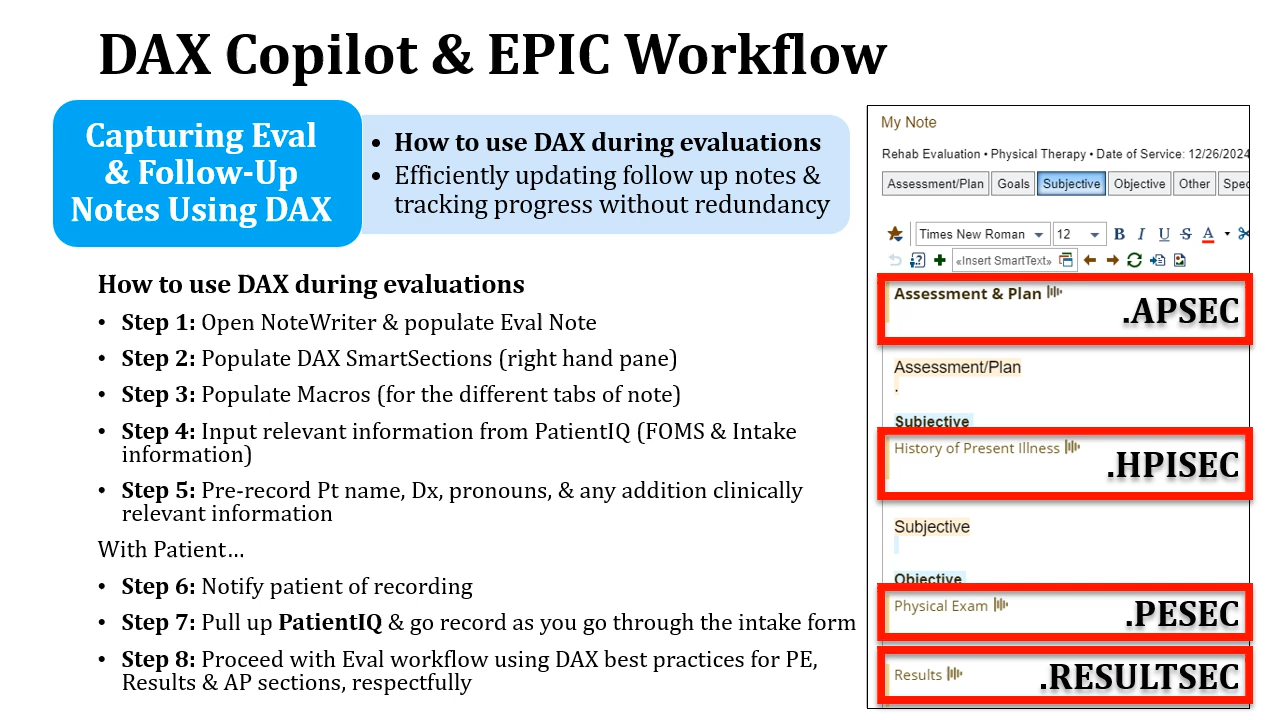 DAX Copilot & EPIC Workflow
Capturing Eval
& Follow-Up
Notes Using DAX
• How to use DAX during evaluations
• Efficiently updating follow up notes &
tracking progress without redundancy
How to use DAX during evaluations
• Step 1: Open NoteWriter & populate Eval Note
• Step 2: Populate DAX SmartSections (right hand pane)
• Step 3: Populate Macros (for the different tabs of note)
• Step 4: Input relevant information from PatientIQ (FOMS & Intake
information)
• Step 5: Pre-record Pt name, Dx, pronouns, & any addition clinically
relevant information
With Patient…
• Step 6: Notify patient of recording
• Step 7: Pull up PatientIQ & go record as you go through the intake form
• Step 8: Proceed with Eval workflow using DAX best practices for PE,
Results & AP sections, respectfully
My Note
Rehab Evaluation • Physical Therapy • Date of Service: 12/26/2024
Assessment/Plan Goals Subjective Objective Other Spec
Times New Roman 12 B I U S A
«Insert SmartText»
Assessment & Plan .APSEC
Assessment/Plan
.
Subjective
History of Present Illness .HPISEC
Subjective
Objective
Physical Exam .PESEC
Results .RESULTSEC